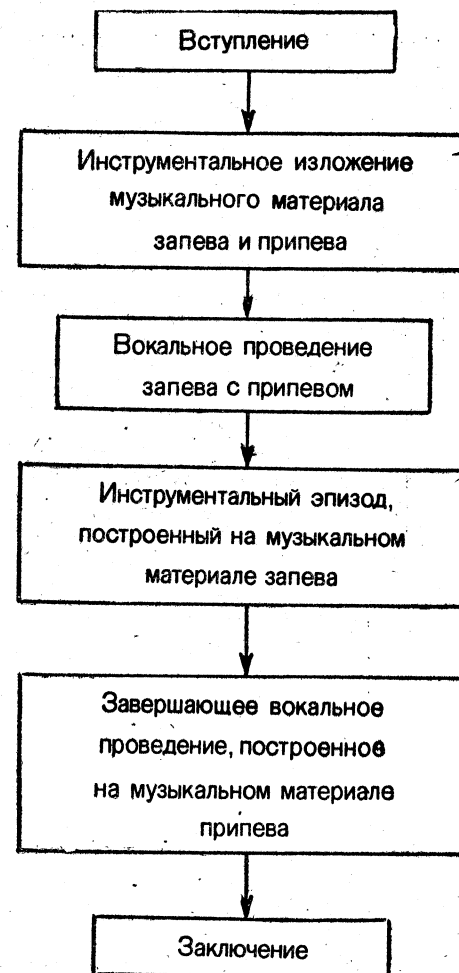 Вступление
Инструментальное изложение
музыкального материала
запева и припева
Вокальное проведение
запева с припевом
Инструментальный эпизод,
построенный на музыкальном
материале запева
Завершающее вокальное
проведение, построенное
на музыкальном материале
припева
Заключение